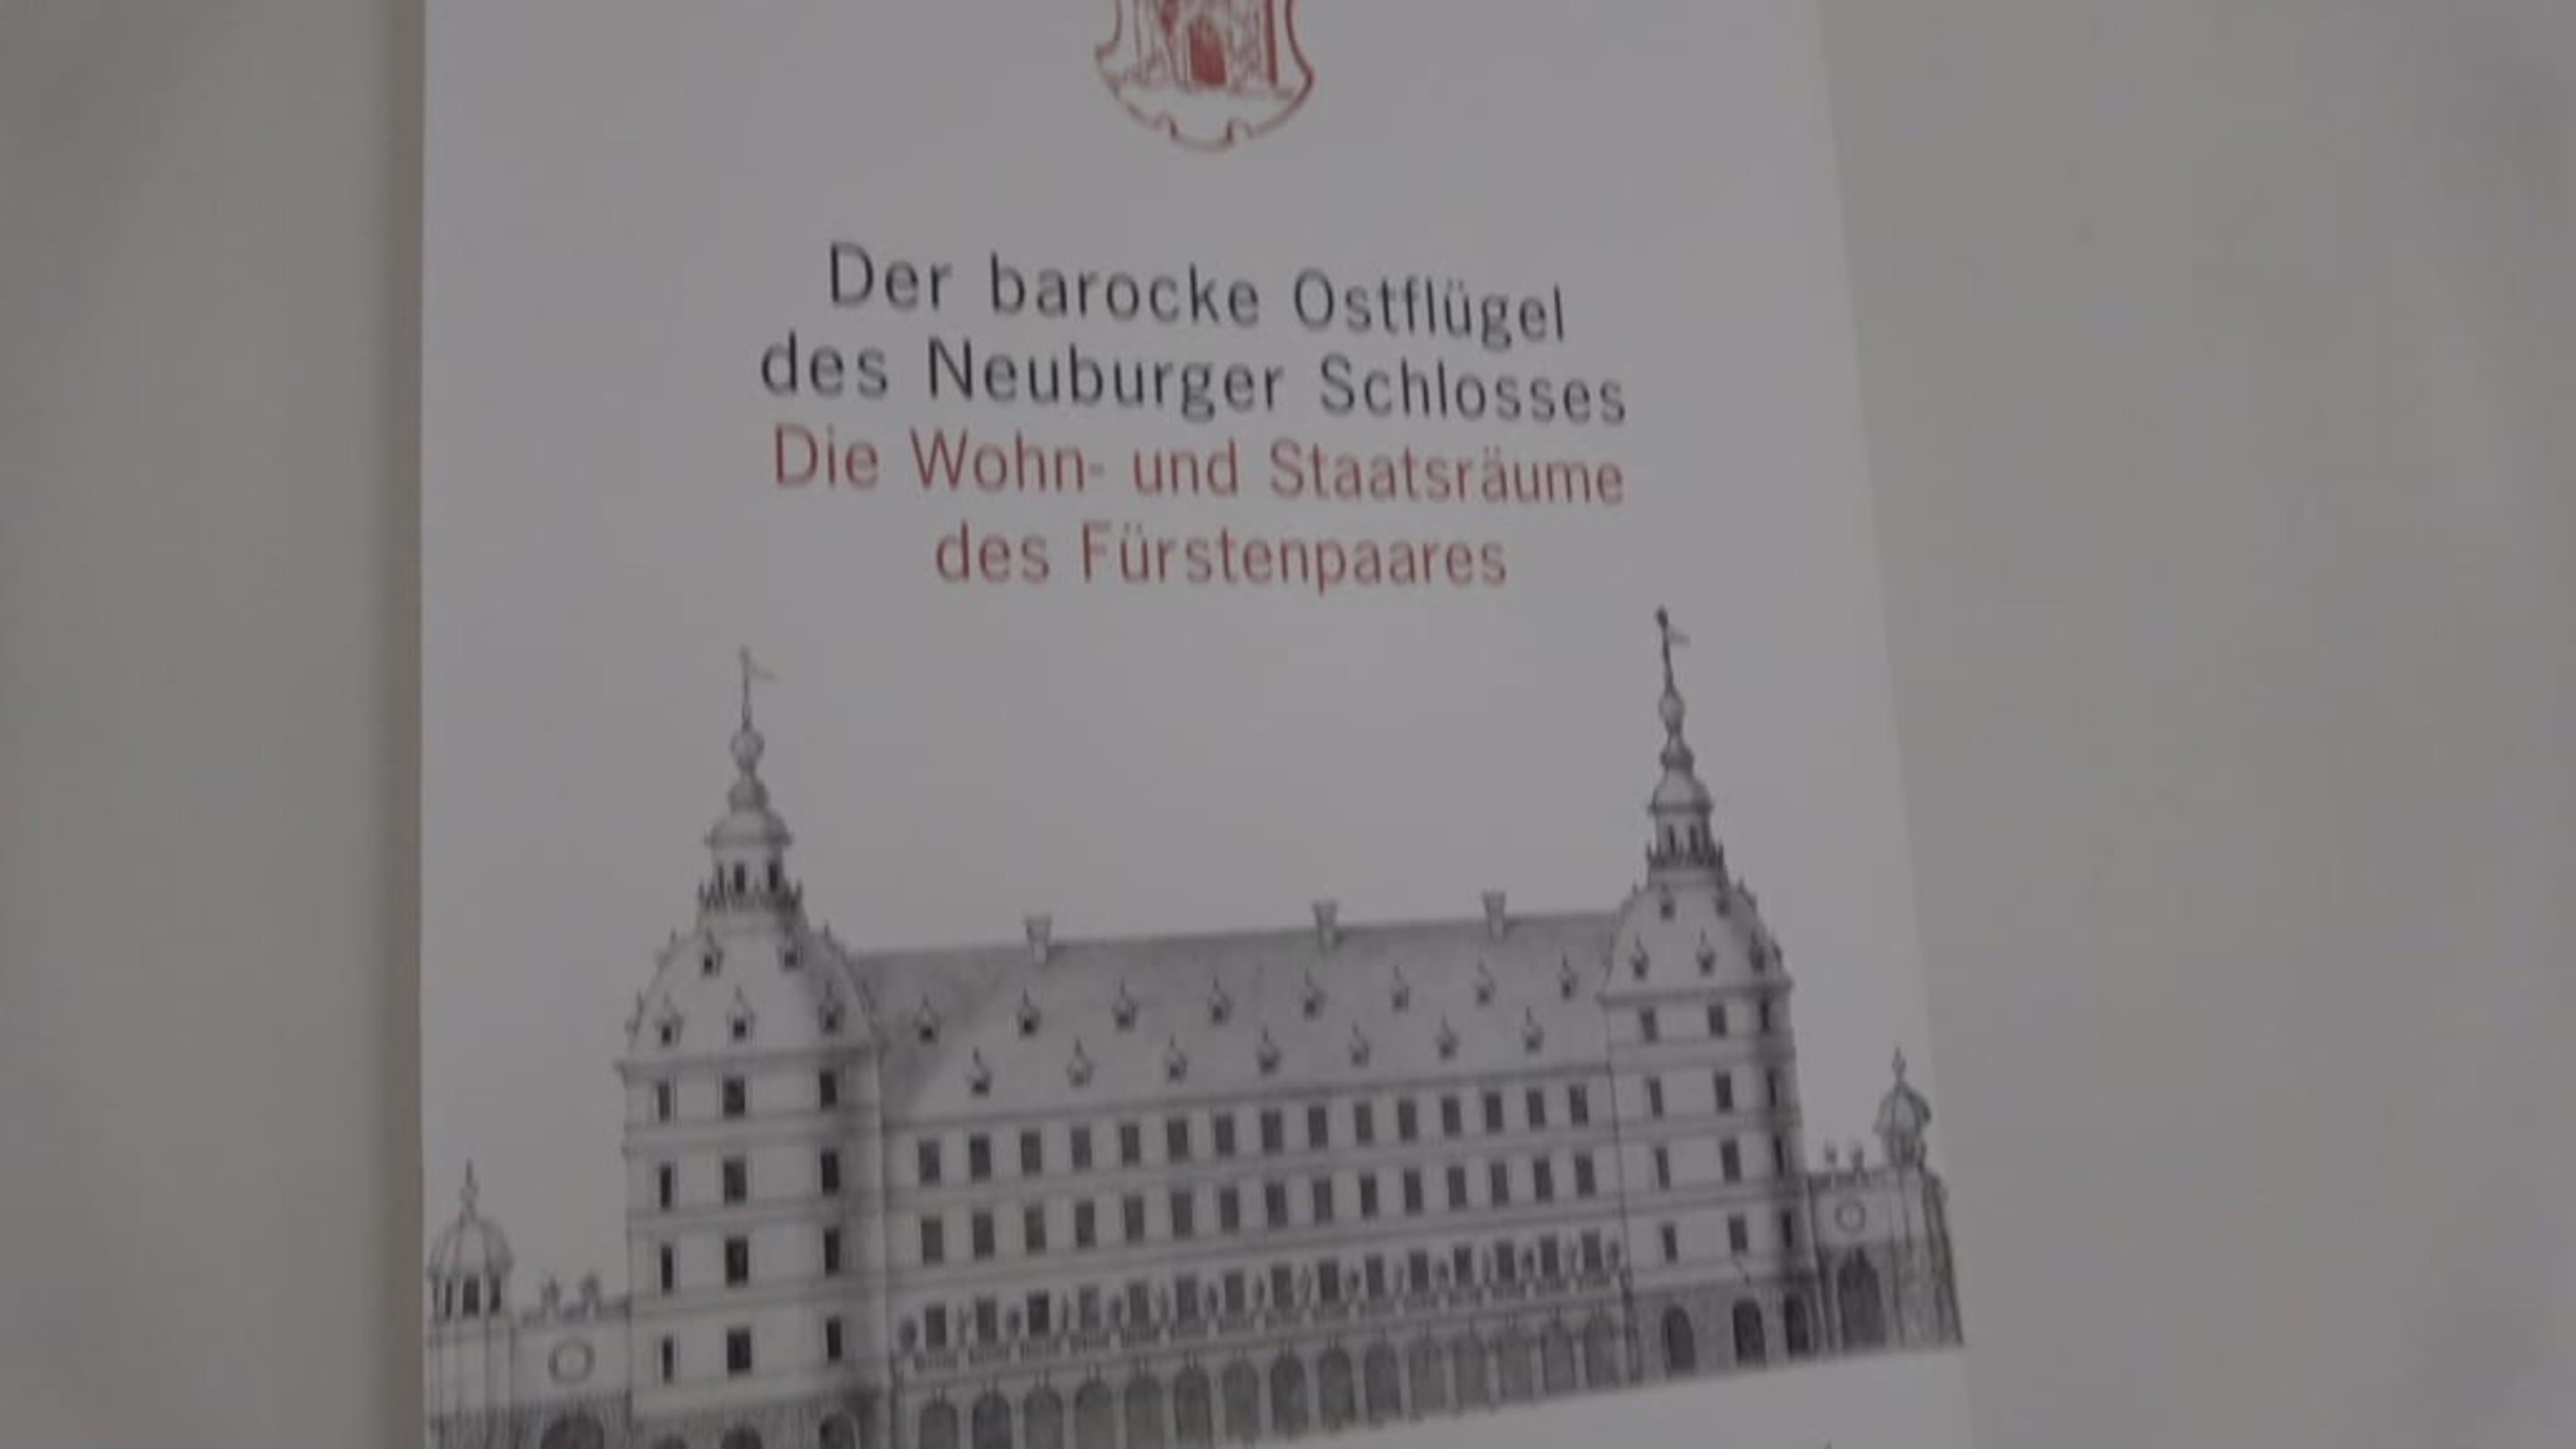 Der barocke Ostflügel
des Neuburger Schlosses
Die Wohn- und Staatsräume
des Fürstenpaares